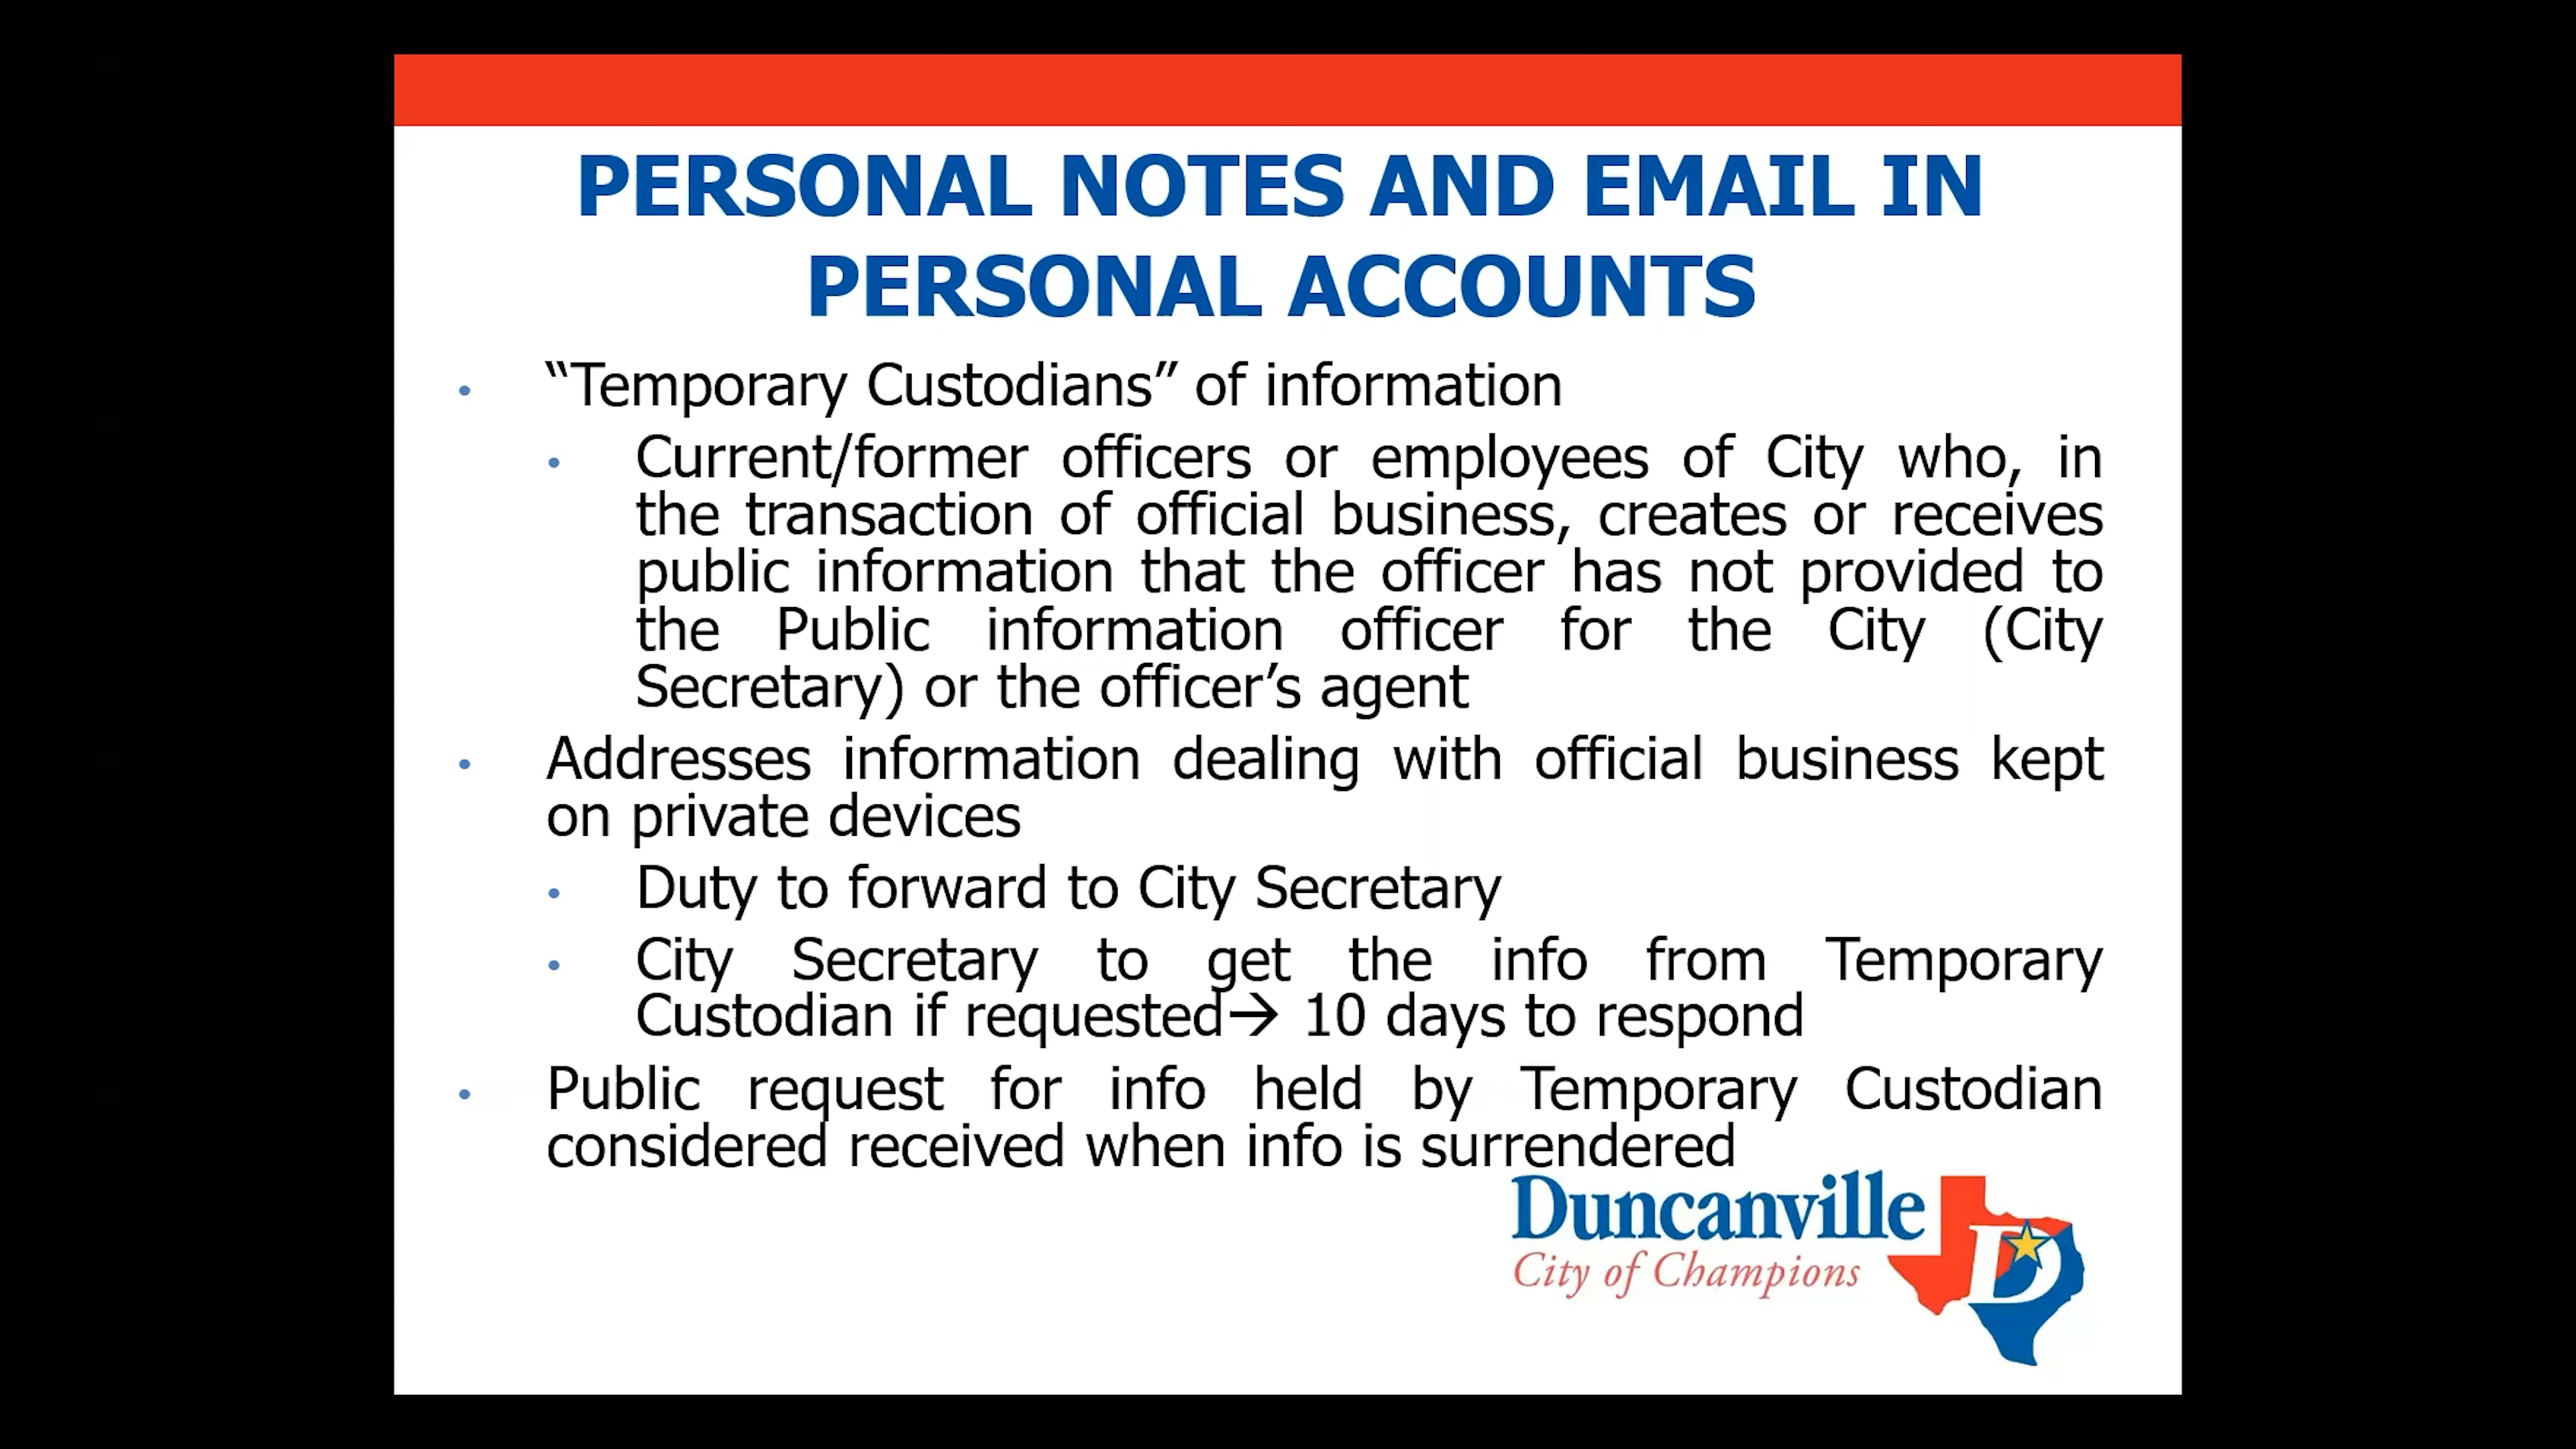 PERSONAL NOTES AND EMAIL IN
PERSONAL ACCOUNTS
• “Temporary Custodians” of information
• Current/former officers or employees of City who, in
the transaction of official business, creates or receives
public information that the officer has not provided to
the Public information officer for the City (City
Secretary) or the officer’s agent
• Addresses information dealing with official business kept
on private devices
• Duty to forward to City Secretary
• City Secretary to get the info from Temporary
Custodian if requested→ 10 days to respond
• Public request for info held by Temporary Custodian
considered received when info is surrendered
Duncanville
City of Champions
D